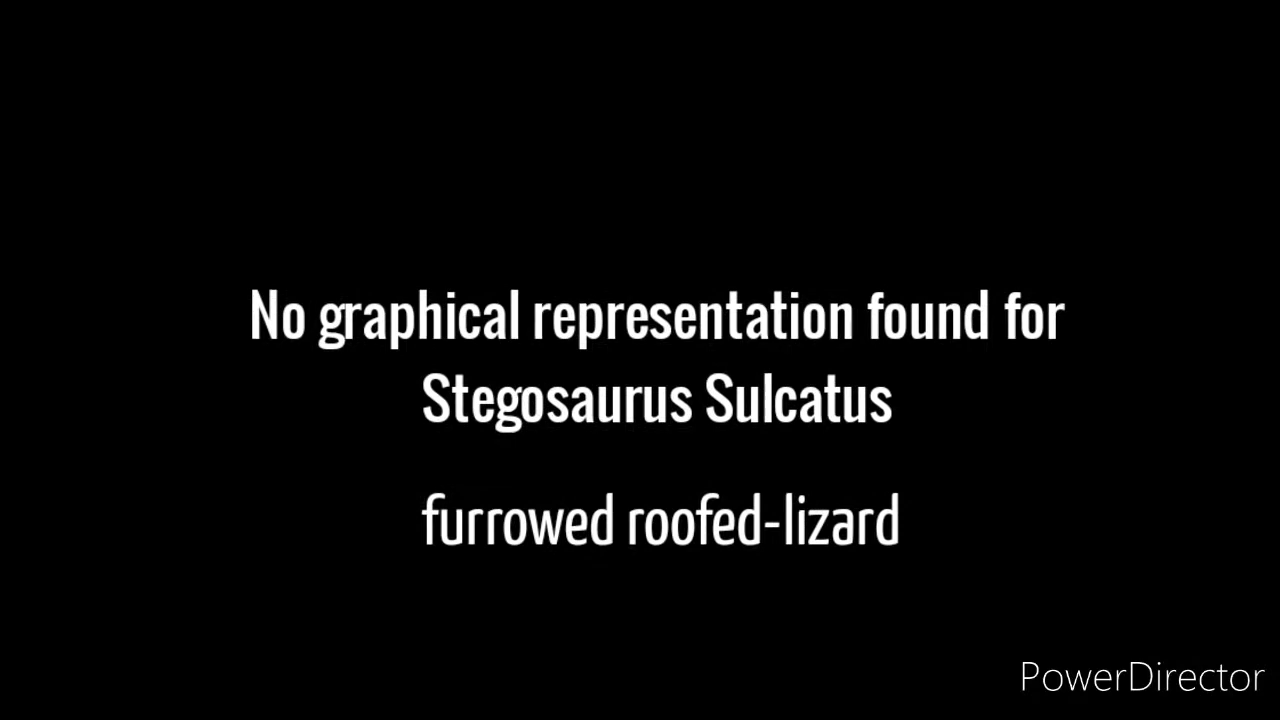 No graphical representation found for
Stegosaurus Sulcatus
furrowed roofed-lizard
PowerDirector